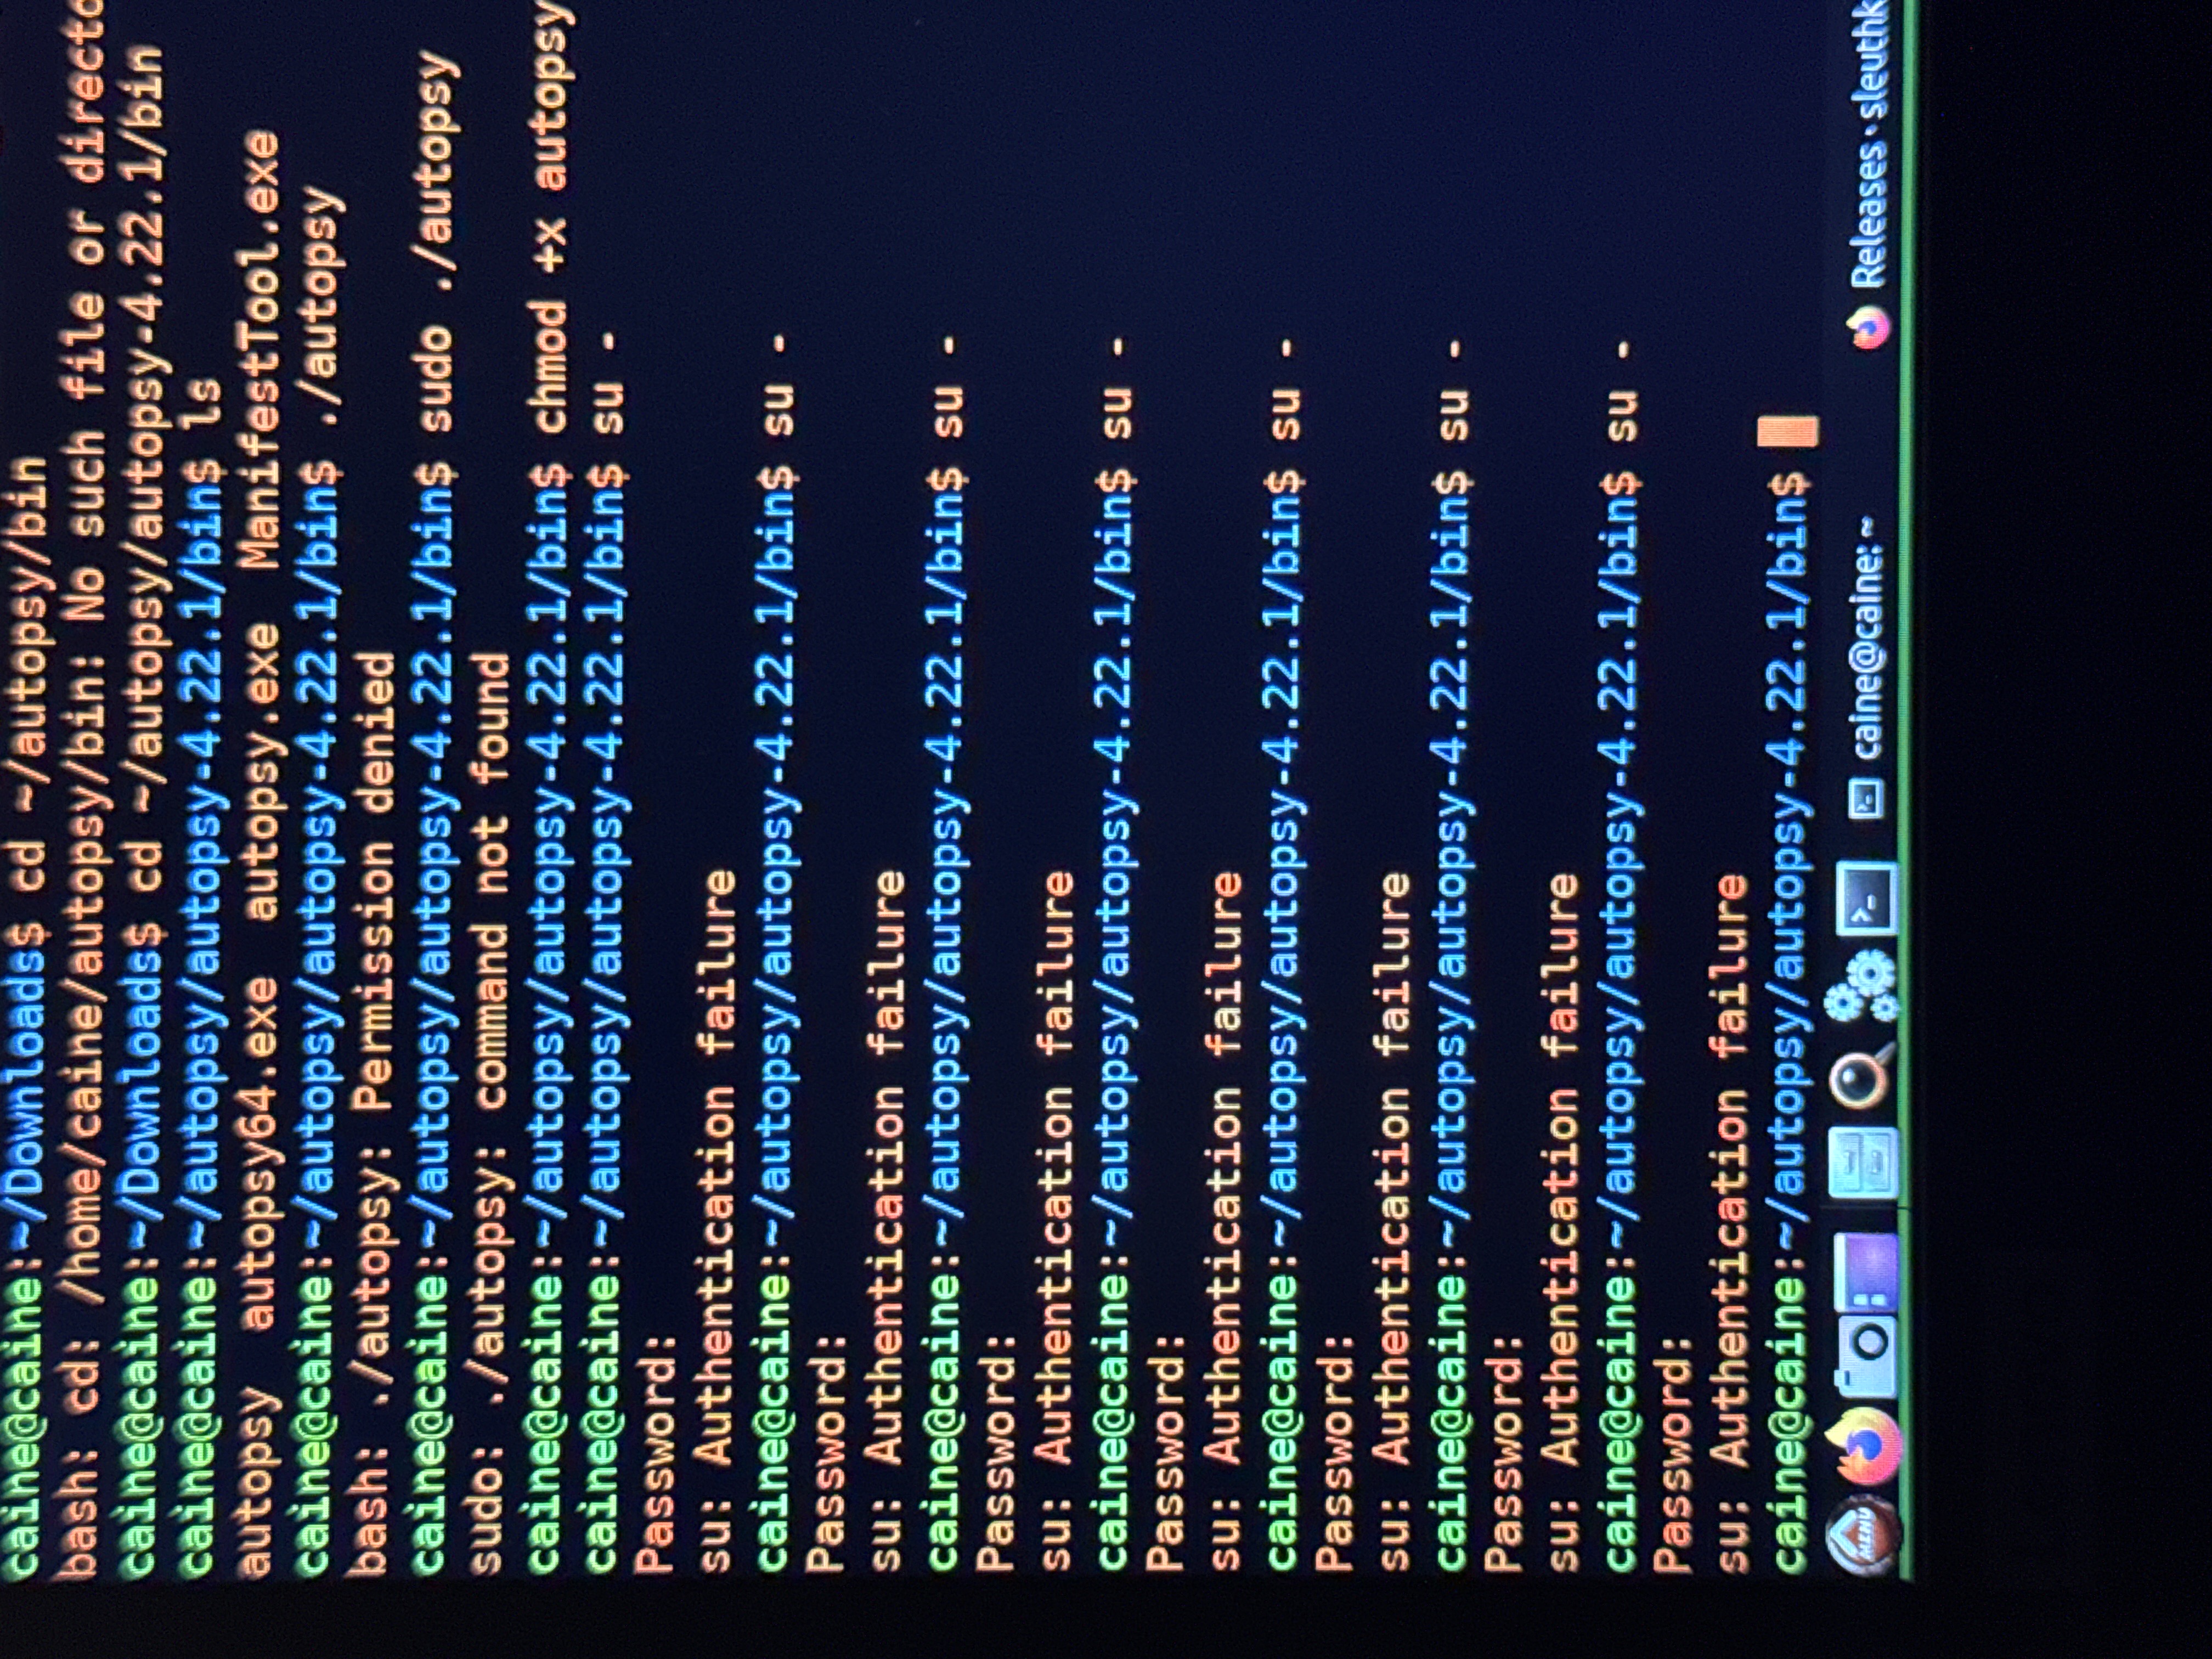 caine@caine:~/Downloads$ cd ~/autopsy/bin
bash: cd: /home/caine/autopsy/bin: No such file or directo
caine@caine:~/Downloads$ cd ~/autopsy/autopsy-4.22.1/bin
caine@caine:~/autopsy/autopsy-4.22.1/bin$ ls
autopsy autopsy64.exe autopsy.exe ManifestTool.exe
caine@caine:~/autopsy/autopsy-4.22.1/bin$ ./autopsy
bash: ./autopsy: Permission denied
caine@caine:~/autopsy/autopsy-4.22.1/bin$ sudo ./autopsy
sudo: ./autopsy: command not found
caine@caine:~/autopsy/autopsy-4.22.1/bin$ chmod +x autopsy
caine@caine:~/autopsy/autopsy-4.22.1/bin$ su -
Password:
su: Authentication failure
caine@caine:~/autopsy/autopsy-4.22.1/bin$ su -
Password:
su: Authentication failure
caine@caine:~/autopsy/autopsy-4.22.1/bin$ su -
Password:
su: Authentication failure
caine@caine:~/autopsy/autopsy-4.22.1/bin$ su -
Password:
su: Authentication failure
caine@caine:~/autopsy/autopsy-4.22.1/bin$ su -
Password:
su: Authentication failure
caine@caine:~/autopsy/autopsy-4.22.1/bin$ su -
Password:
su: Authentication failure
caine@caine:~/autopsy/autopsy-4.22.1/bin$ su -
Password:
su: Authentication failure
caine@caine:~/autopsy/autopsy-4.22.1/bin$
MENU caine@caine: ~ Releases · sleuthk